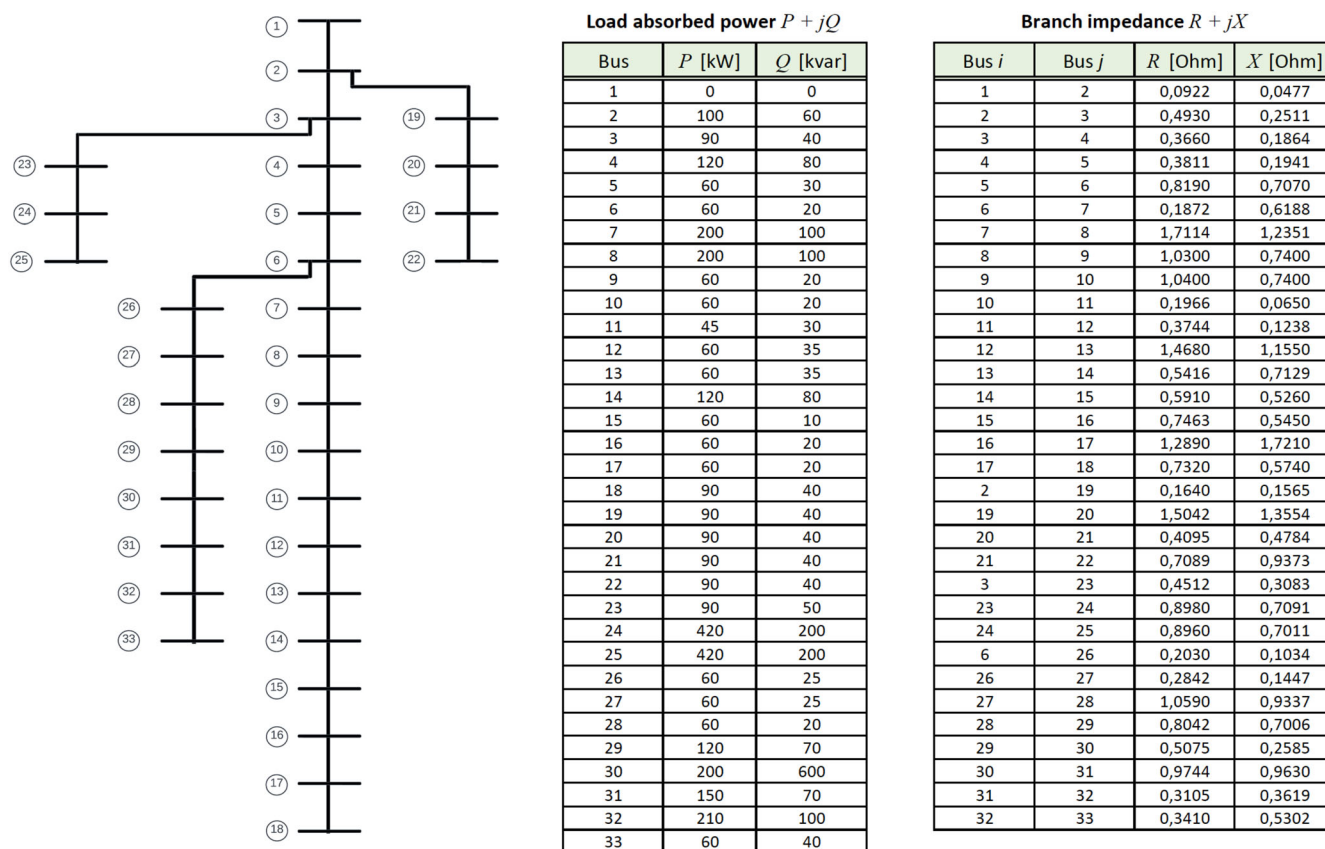 1
2
3
19
23
4
20
24
5
21
25
6
22
26
7
27
8
28
9
29
10
30
11
31
12
32
13
33
14
15
16
17
18
Load absorbed power P + jQ
Bus P [kW] Q [kvar]
1 0 0
2 100 60
3 90 40
4 120 80
5 60 30
6 60 20
7 200 100
8 200 100
9 60 20
10 60 20
11 45 30
12 60 35
13 60 35
14 120 80
15 60 10
16 60 20
17 60 20
18 90 40
19 90 40
20 90 40
21 90 40
22 90 40
23 90 50
24 420 200
25 420 200
26 60 25
27 60 25
28 60 20
29 120 70
30 200 600
31 150 70
32 210 100
33 60 40
Branch impedance R + jX
Bus i Bus j R [Ohm] X [Ohm]
1 2 0,0922 0,0477
2 3 0,4930 0,2511
3 4 0,3660 0,1864
4 5 0,3811 0,1941
5 6 0,8190 0,7070
6 7 0,1872 0,6188
7 8 1,7114 1,2351
8 9 1,0300 0,7400
9 10 1,0400 0,7400
10 11 0,1966 0,0650
11 12 0,3744 0,1238
12 13 1,4680 1,1550
13 14 0,5416 0,7129
14 15 0,5910 0,5260
15 16 0,7463 0,5450
16 17 1,2890 1,7210
17 18 0,7320 0,5740
2 19 0,1640 0,1565
19 20 1,5042 1,3554
20 21 0,4095 0,4784
21 22 0,7089 0,9373
3 23 0,4512 0,3083
23 24 0,8980 0,7091
24 25 0,8960 0,7011
6 26 0,2030 0,1034
26 27 0,2842 0,1447
27 28 1,0590 0,9337
28 29 0,8042 0,7006
29 30 0,5075 0,2585
30 31 0,9744 0,9630
31 32 0,3105 0,3619
32 33 0,3410 0,5302